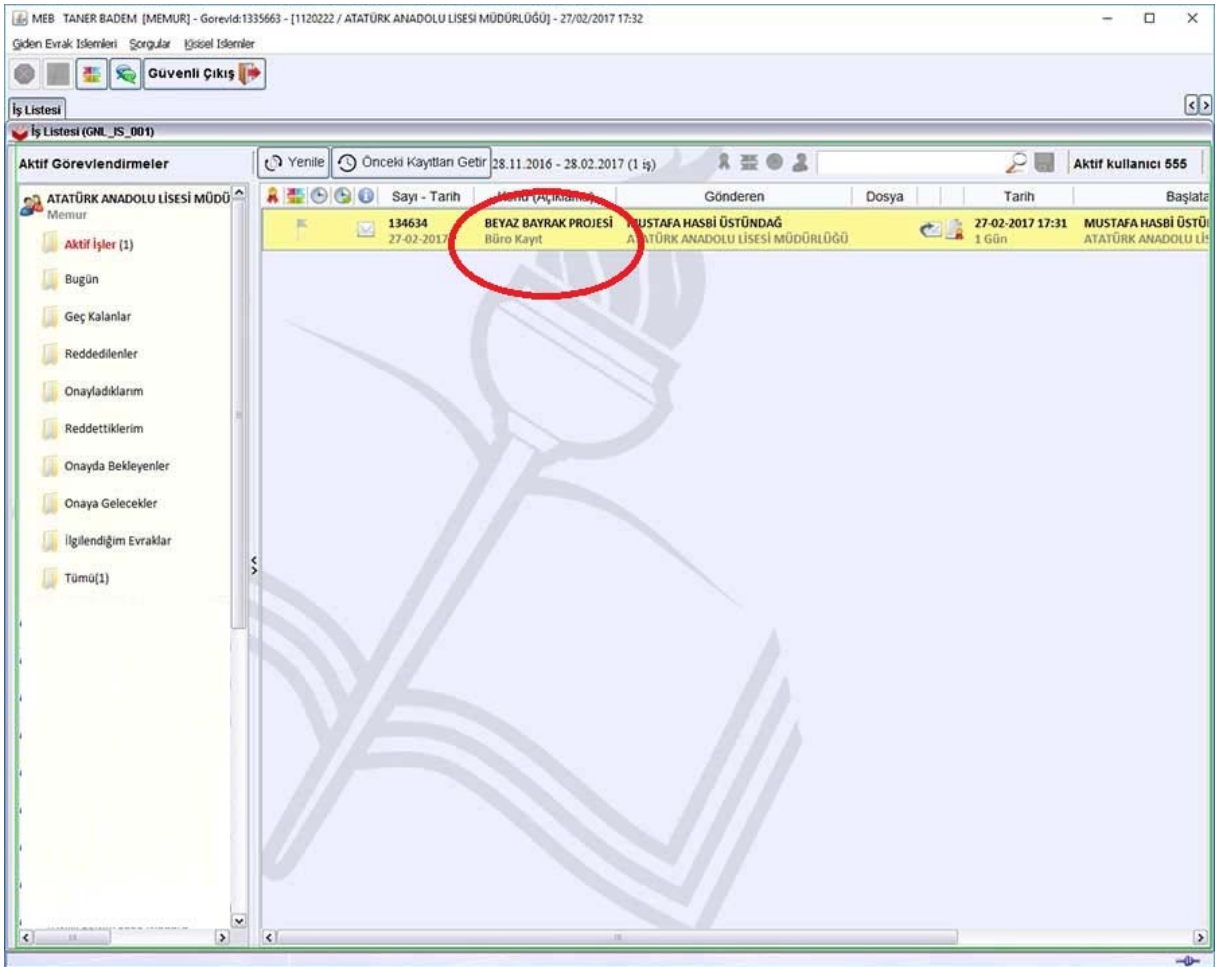 MEB TANER BADEM [MEMUR] - GorevId:1335663 - [1120222 / ATATÜRK ANADOLU LİSESİ MÜDÜRLÜĞÜ] - 27/02/2017 17:32
Giden Evrak Islemleri Sorgular Kisisel Islemler
Güvenli Çıkış
İş Listesi
İş Listesi (GNL_IS_001)
Aktif Görevlendirmeler
Yenile Önceki Kayıtları Getir 28.11.2016 - 28.02.2017 (1 iş) Aktif kullanıcı 555
Sayı - Tarih Konu (Açıklama) Gönderen Dosya Tarih Başlata
134634 BEYAZ BAYRAK PROJESİ MUSTAFA HASBİ ÜSTÜNDAĞ 27-02-2017 17:31 MUSTAFA HASBİ ÜSTÜ
27-02-2017 Büro Kayıt ATATÜRK ANADOLU LİSESİ MÜDÜRLÜĞÜ 1 Gün ATATÜRK ANADOLU LİS
ATATÜRK ANADOLU LİSESİ MÜDÜ
Memur
Aktif İşler (1)
Bugün
Geç Kalanlar
Reddedilenler
Onayladıklarım
Reddettiklerim
Onayda Bekleyenler
Onaya Gelecekler
İlgilendiğim Evraklar
Tümü(1)